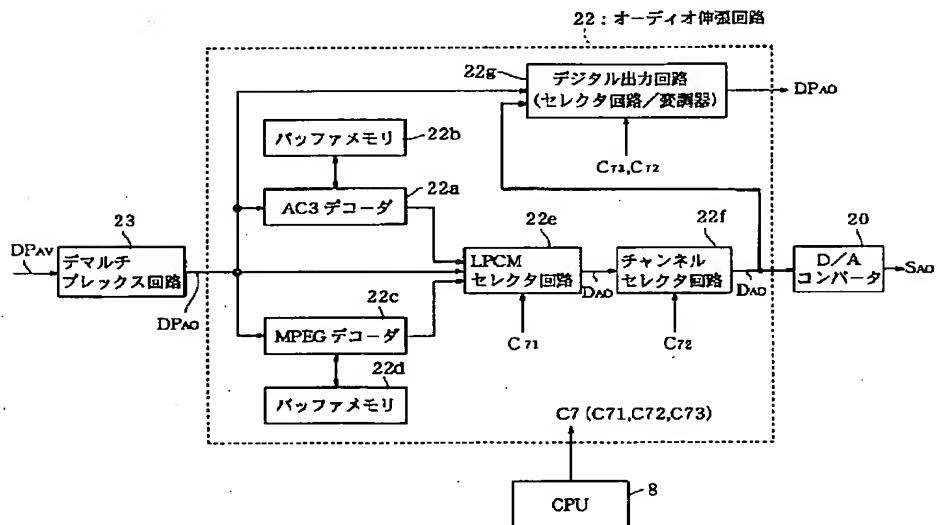 22：オーディオ伸張回路
22g
デジタル出力回路
(セレクタ回路／変調器)
DPAO
バッファメモリ
22b
C73,C72
22a
AC3 デコーダ
23
22e
22f
20
DPAV
デマルチ
プレックス回路
LPCM
セレクタ回路
チャンネル
セレクタ回路
D／A
コンバータ
SAO
DPAO
DAO
DAO
22c
MPEG デコーダ
C71
C72
22d
バッファメモリ
C7 (C71,C72,C73)
8
CPU